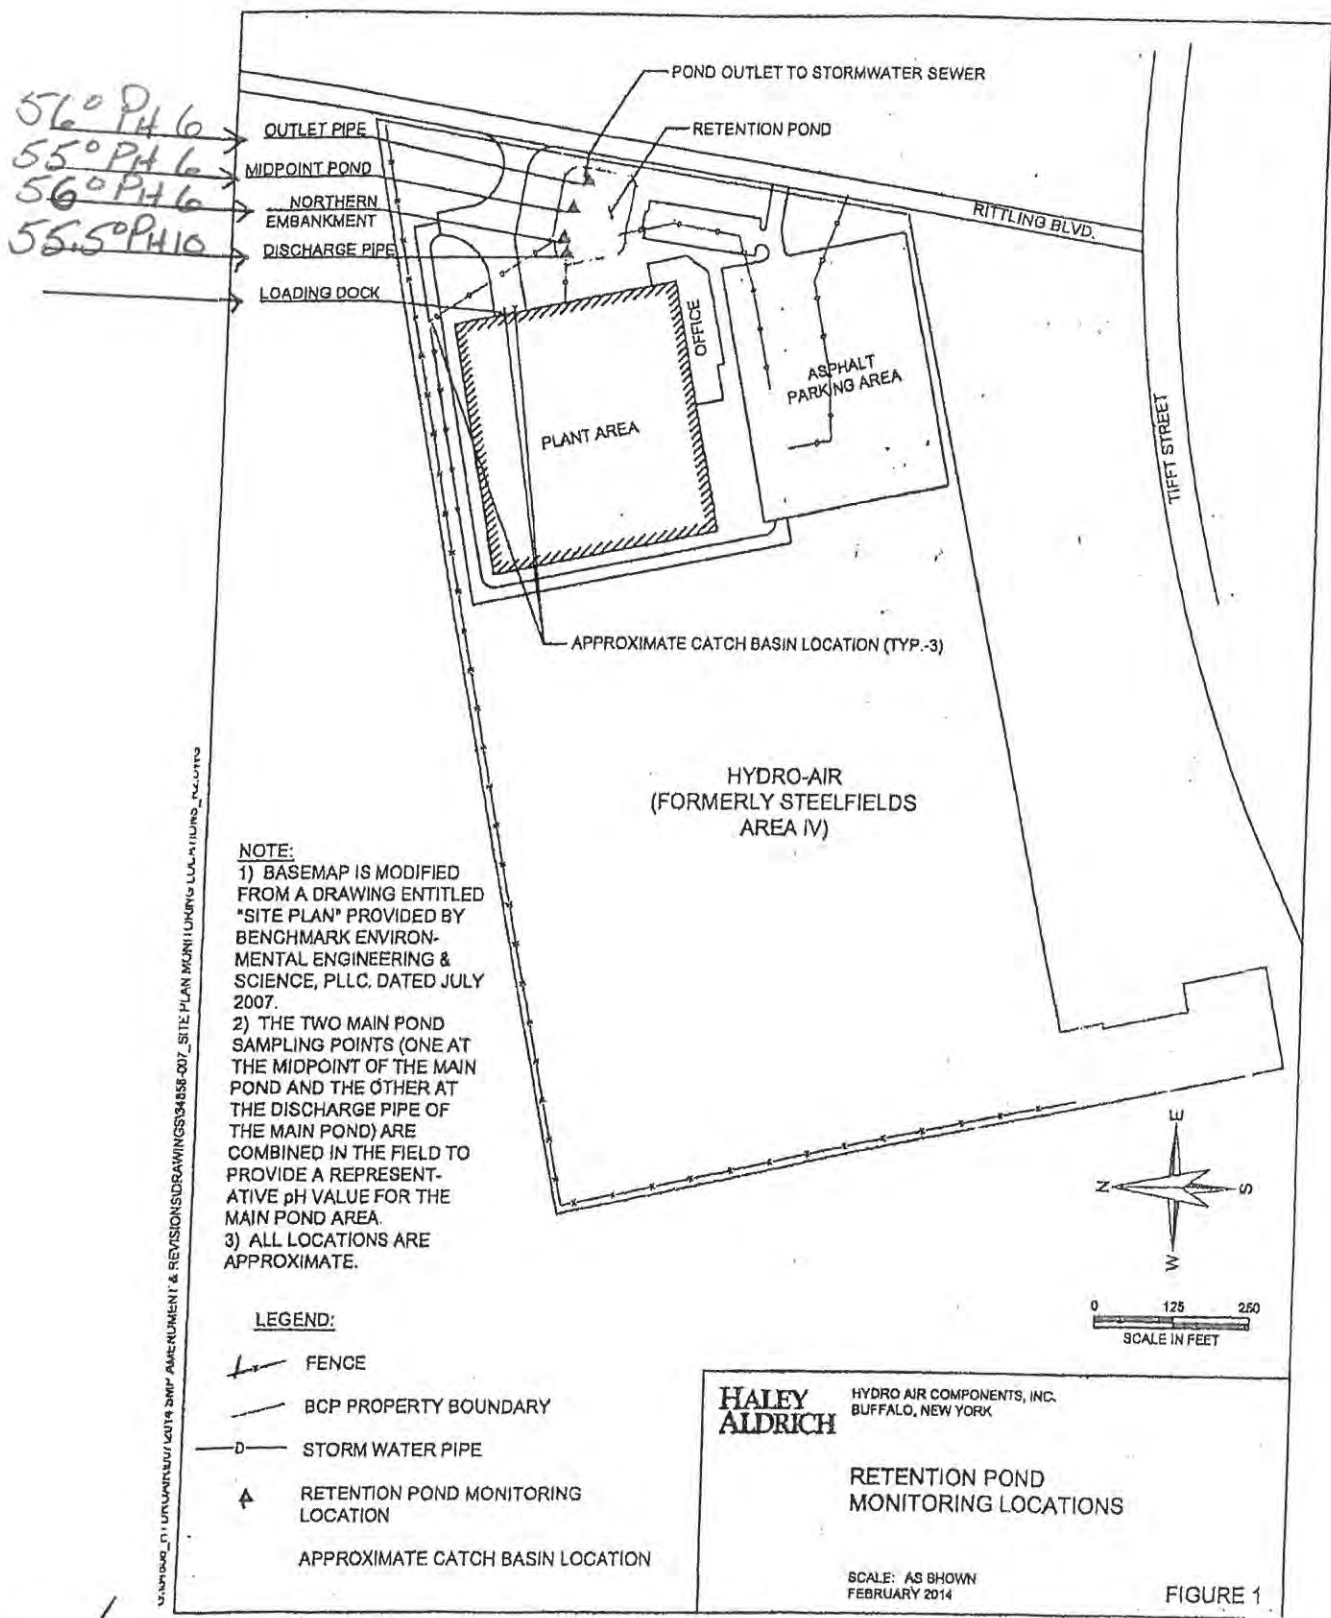 POND OUTLET TO STORMWATER SEWER
RETENTION POND
56° PH 6
OUTLET PIPE
55° PH 6
MIDPOINT POND
56° PH 6
NORTHERN
EMBANKMENT
55.5° PH 10
DISCHARGE PIPE
LOADING DOCK
RITTLING BLVD.
OFFICE
ASPHALT
PARKING AREA
PLANT AREA
TIFFT STREET
APPROXIMATE CATCH BASIN LOCATION (TYP.-3)
HYDRO-AIR
(FORMERLY STEELFIELDS
AREA IV)
NOTE:
1) BASEMAP IS MODIFIED
FROM A DRAWING ENTITLED
"SITE PLAN" PROVIDED BY
BENCHMARK ENVIRON-
MENTAL ENGINEERING &
SCIENCE, PLLC. DATED JULY
2007.
2) THE TWO MAIN POND
SAMPLING POINTS (ONE AT
THE MIDPOINT OF THE MAIN
POND AND THE OTHER AT
THE DISCHARGE PIPE OF
THE MAIN POND) ARE
COMBINED IN THE FIELD TO
PROVIDE A REPRESENT-
ATIVE pH VALUE FOR THE
MAIN POND AREA.
3) ALL LOCATIONS ARE
APPROXIMATE.
E
N
S
W
0 125 250
SCALE IN FEET
LEGEND:
FENCE
BCP PROPERTY BOUNDARY
D
STORM WATER PIPE
RETENTION POND MONITORING
LOCATION
APPROXIMATE CATCH BASIN LOCATION
HALEY
ALDRICH
HYDRO AIR COMPONENTS, INC.
BUFFALO, NEW YORK
RETENTION POND
MONITORING LOCATIONS
SCALE: AS SHOWN
FEBRUARY 2014
FIGURE 1
AMENDMENT & REVISIONS\DRAWINGS\34858-007_SITE PLAN MONITORING LOCATIONS